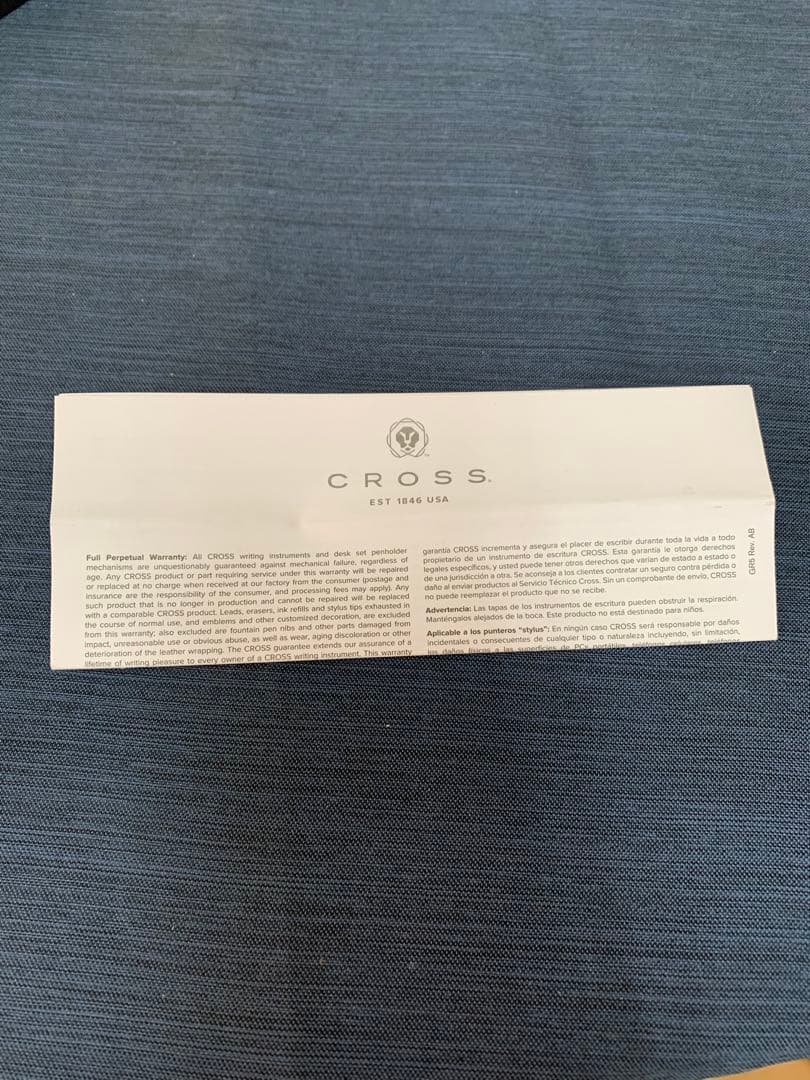 CROSS.
EST 1846 USA
Full Perpetual Warranty: All CROSS writing instruments and desk set penholder
mechanisms are unquestionably guaranteed against mechanical failure, regardless of
age. Any CROSS product or part requiring service under this warranty will be repaired
or replaced at no charge when received at our factory from the consumer (postage and
insurance are the responsibility of the consumer, and processing fees may apply). Any
such product that is no longer in production and cannot be repaired will be replaced
with a comparable CROSS product. Leads, erasers, ink refills and stylus tips exhausted in
the course of normal use, and emblems and other customized decoration, are excluded
from this warranty; also excluded are fountain pen nibs and other parts damaged from
impact, unreasonable use or obvious abuse, as well as wear, aging discoloration or other
deterioration of the leather wrapping. The CROSS guarantee extends our assurance of a
lifetime of writing pleasure to every owner of a CROSS writing instrument. This warranty
garantía CROSS incrementa y asegura el placer de escribir durante toda la vida a todo
propietario de un instrumento de escritura CROSS. Esta garantía le otorga derechos
legales específicos, y usted puede tener otros derechos que varían de estado a estado o
de una jurisdicción a otra. Se aconseja a los clientes contratar un seguro contra pérdida o
daño al enviar productos al Servicio Técnico Cross. Sin un comprobante de envío, CROSS
no puede reemplazar el producto que no se recibe.
Advertencia: Las tapas de los instrumentos de escritura pueden obstruir la respiración.
Manténgalos alejados de la boca. Este producto no está destinado para niños.
Aplicable a los punteros "stylus": En ningún caso CROSS será responsable por daños
incidentales o consecuentes de cualquier tipo o naturaleza incluyendo, sin limitación,
los daños físicos a las superficies de PCs
GR5 Rev. AB